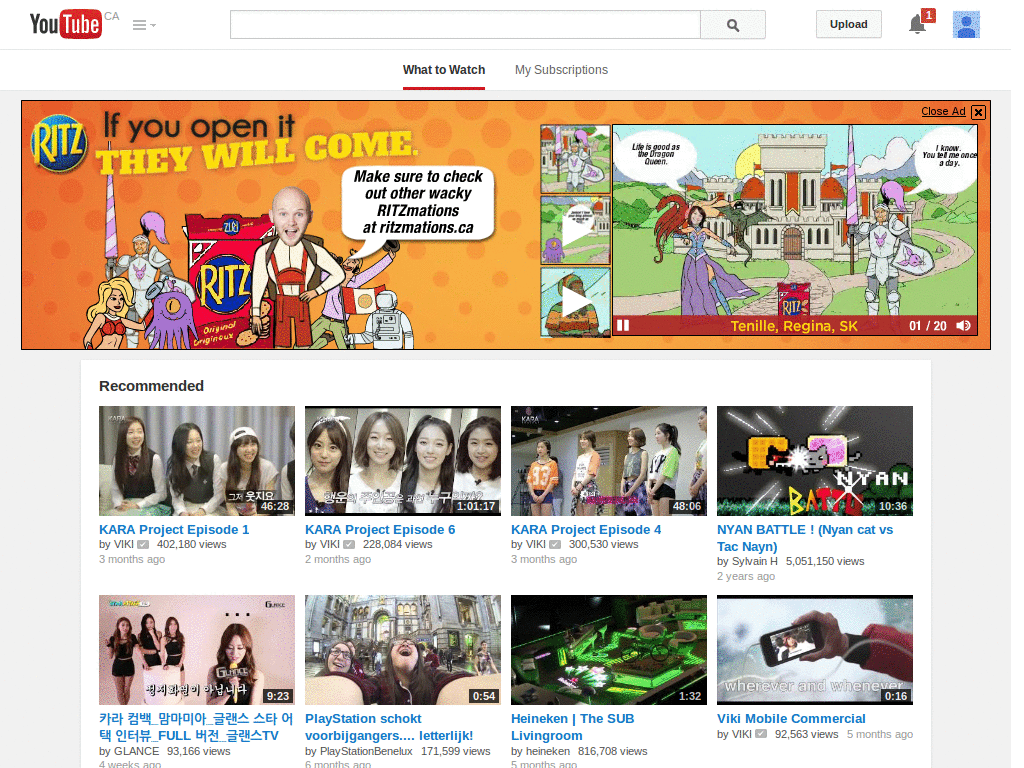 YouTube CA
Upload
1
What to Watch
My Subscriptions
Close Ad
RITZ
If you open it
THEY WILL COME.
Make sure to check
out other wacky
RITZmations
at ritzmations.ca
RITZ
Original
Originaux
Life is good as
the Dragon
Queen.
I know.
You tell me once
a day.
RITZ
Tenille, Regina, SK
01 / 20
Recommended
KARA
46:28
KARA Project Episode 1
by VIKI 402,180 views
3 months ago
1:01:17
KARA Project Episode 6
by VIKI 228,084 views
2 months ago
KARA
48:06
KARA Project Episode 4
by VIKI 300,530 views
3 months ago
NYAN
BATTLE
10:36
NYAN BATTLE ! (Nyan cat vs
Tac Nayn)
by Sylvain H 5,051,150 views
2 years ago
GLANCE
GLANCE
9:23
카라 컴백_맘마미아_글랜스 스타 어
택 인터뷰_FULL 버전_글랜스TV
by GLANCE 93,166 views
4 weeks ago
0:54
PlayStation schokt
voorbijgangers.... letterlijk!
by PlayStationBenelux 171,599 views
6 months ago
1:32
Heineken | The SUB
Livingroom
by heineken 816,708 views
5 months ago
wherever and whenever
0:16
Viki Mobile Commercial
by VIKI 92,563 views 5 months ago